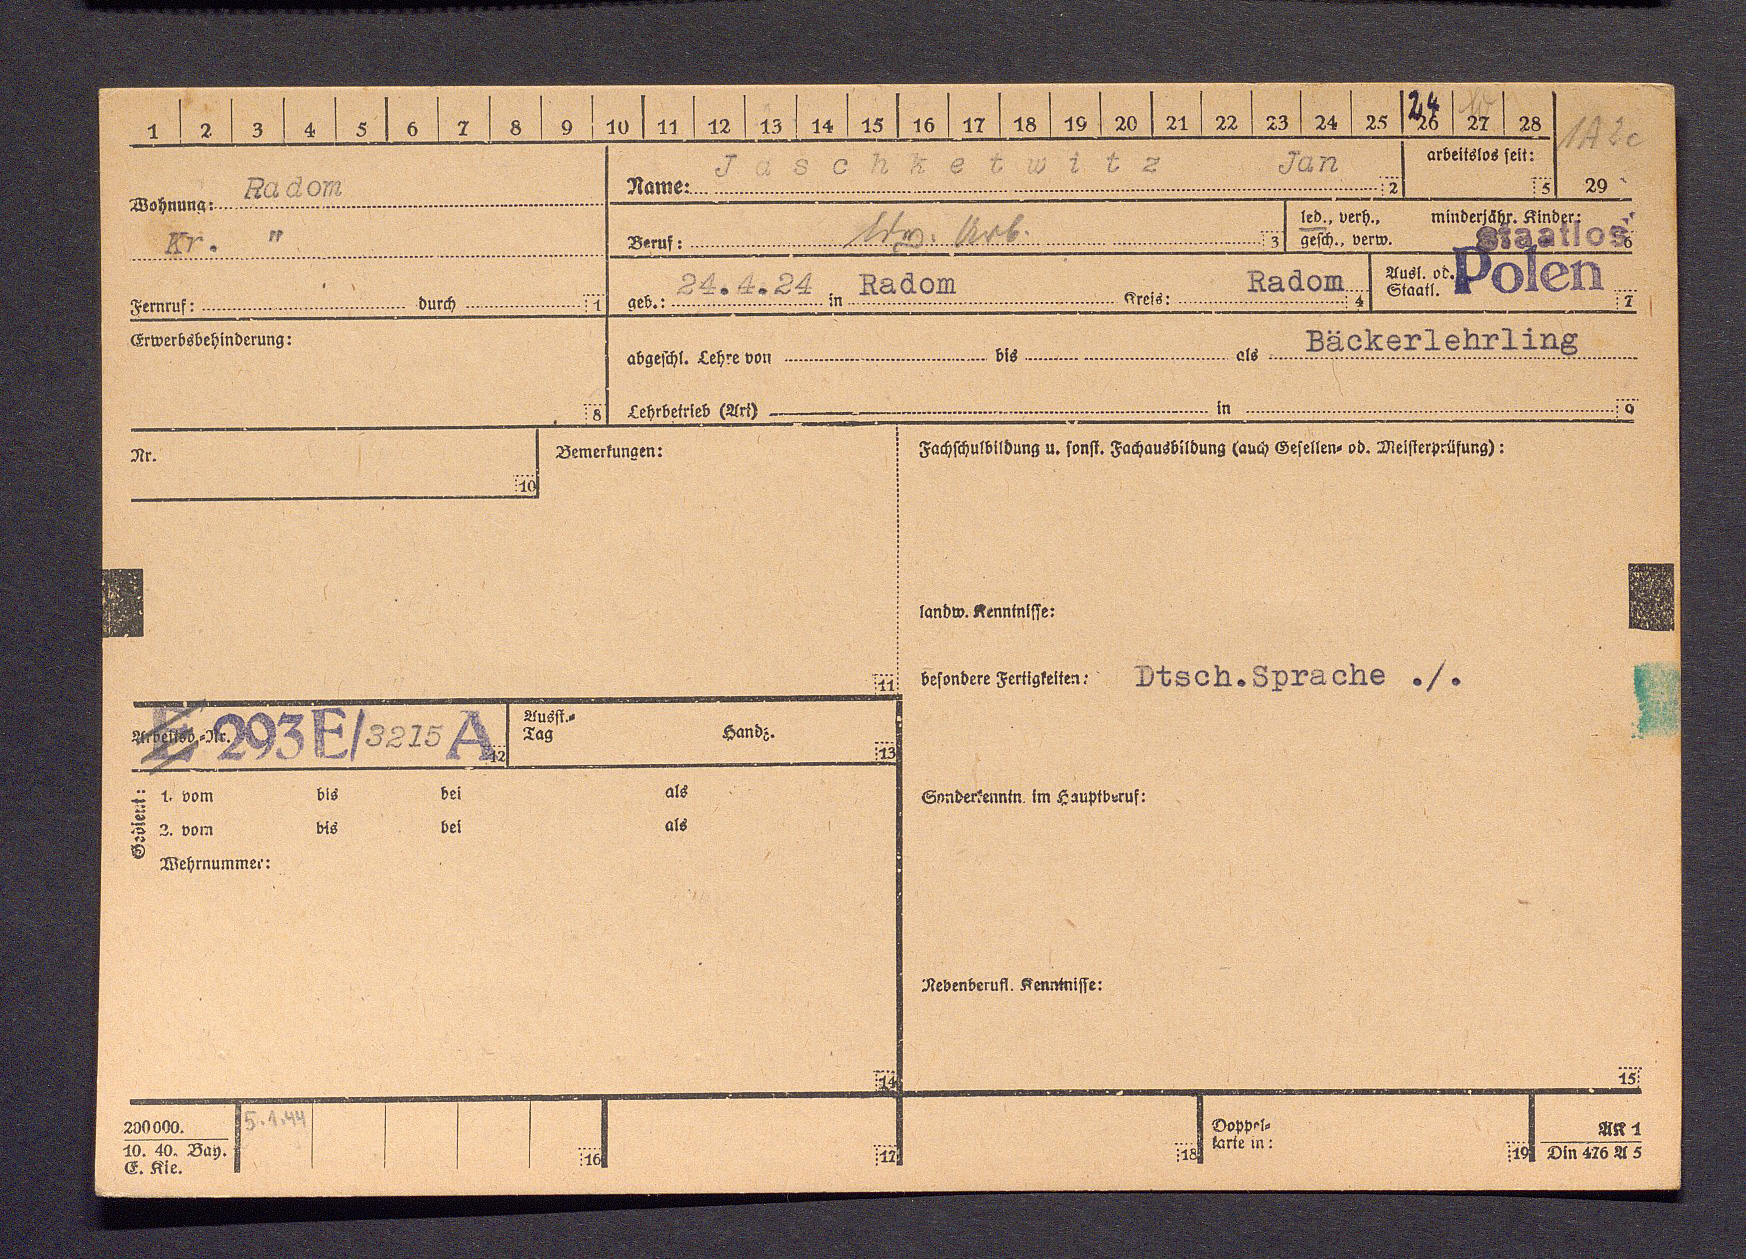 1 2 3 4 5 6 7 8 9 10 11 12 13 14 15 16 17 18 19 20 21 22 23 24 25 26 27 28
24
1A2c
29
Wohnung: Radom
Kr. "
Fernruf: durch 1
Name: Jaschketwitz Jan 2
arbeitslos seit: 5
Beruf: ldw. Arb. 3
led., verh., gesch., verw.
minderjähr. Kinder: 6
staatlos
geb.: 24.4.24 in Radom Kreis: Radom 4
Ausl. od. Staatl. Polen 7
Erwerbsbehinderung:
8
abgeschl. Lehre von bis als Bäckerlehrling
Lehrbetrieb (Art) in 9
Nr.
10
Bemerkungen:
11
Fachschulbildung u. sonst. Fachausbildung (auch Gesellen- od. Meisterprüfung):
landw. Kenntnisse:
besondere Fertigkeiten: Dtsch.Sprache ./.
Sonderkenntn. im Hauptberuf:
Nebenberufl. Kenntnisse:
15
Arbeitsb.-Nr. E 293 E/3215 A 12
Ausst.-Tag Handz. 13
Gedient:
1. vom bis bei als
2. vom bis bei als
Wehrnummer:
14
200000.
10. 40. Bay.
E. Kie.
5.1.44
16
17
18
Doppel-
karte in:
19
AK 1
Din 476 A 5